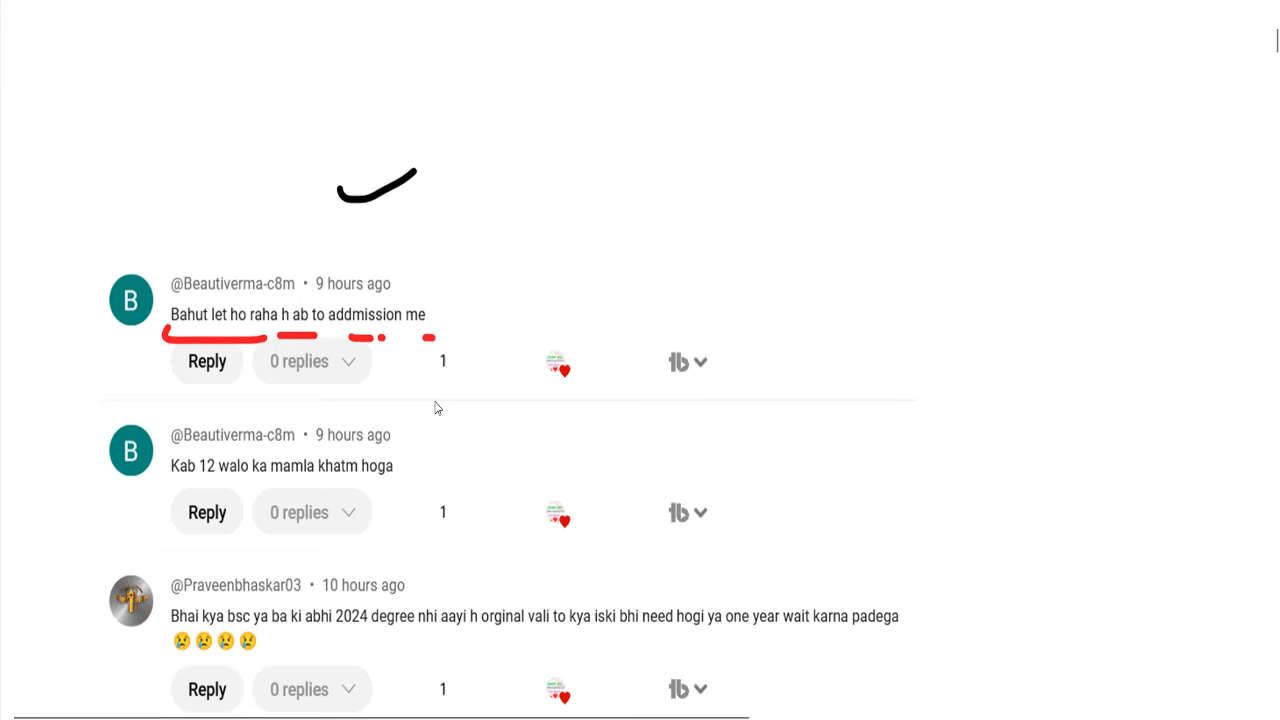 @Beautiverma-c8m • 9 hours ago
B
Bahut let ho raha h ab to addmission me
Reply 0 replies 1
@Beautiverma-c8m • 9 hours ago
B
Kab 12 walo ka mamla khatm hoga
Reply 0 replies 1
@Praveenbhaskar03 • 10 hours ago
Bhai kya bsc ya ba ki abhi 2024 degree nhi aayi h orginal vali to kya iski bhi need hogi ya one year wait karna padega
😢 😢 😢 😢
Reply 0 replies 1